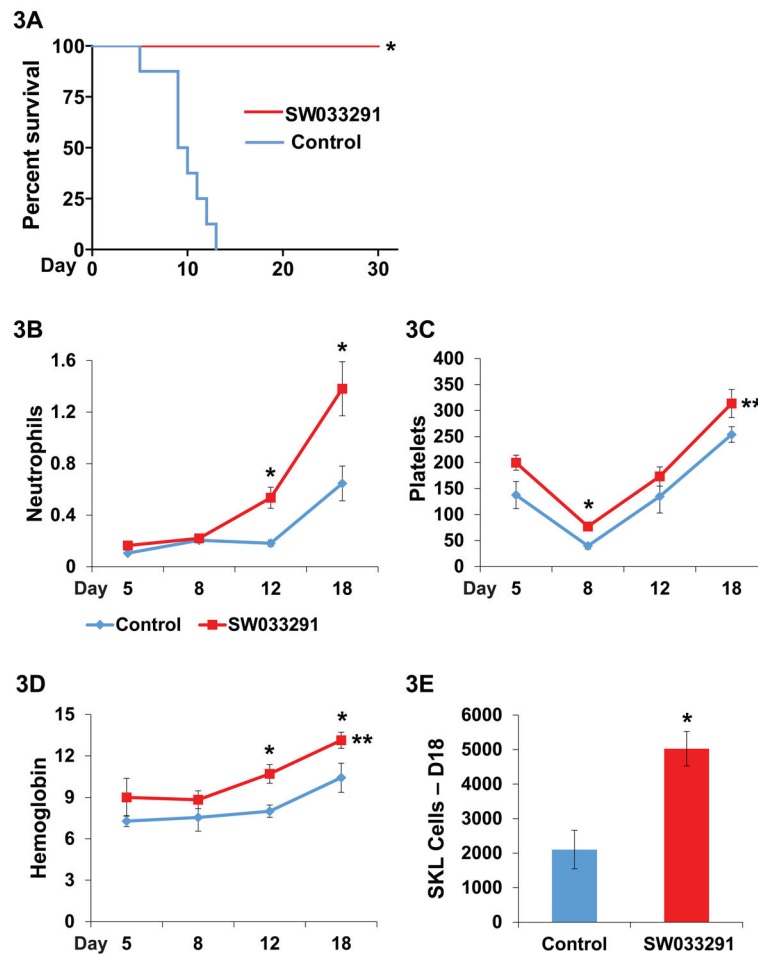 3A
100
*
75
50
25
0
Percent survival
SW033291
Control
Day 0 10 20 30
3B
1.6
1.2
0.8
0.4
0
Neutrophils
*
*
Day 5 8 12 18
Control SW033291
3C
400
350
300
250
200
150
100
50
0
Platelets
*
**
Day 5 8 12 18
3D
15
12
9
6
3
0
Hemoglobin
*
*
**
Day 5 8 12 18
3E
6000
5000
4000
3000
2000
1000
0
SKL Cells – D18
*
Control SW033291